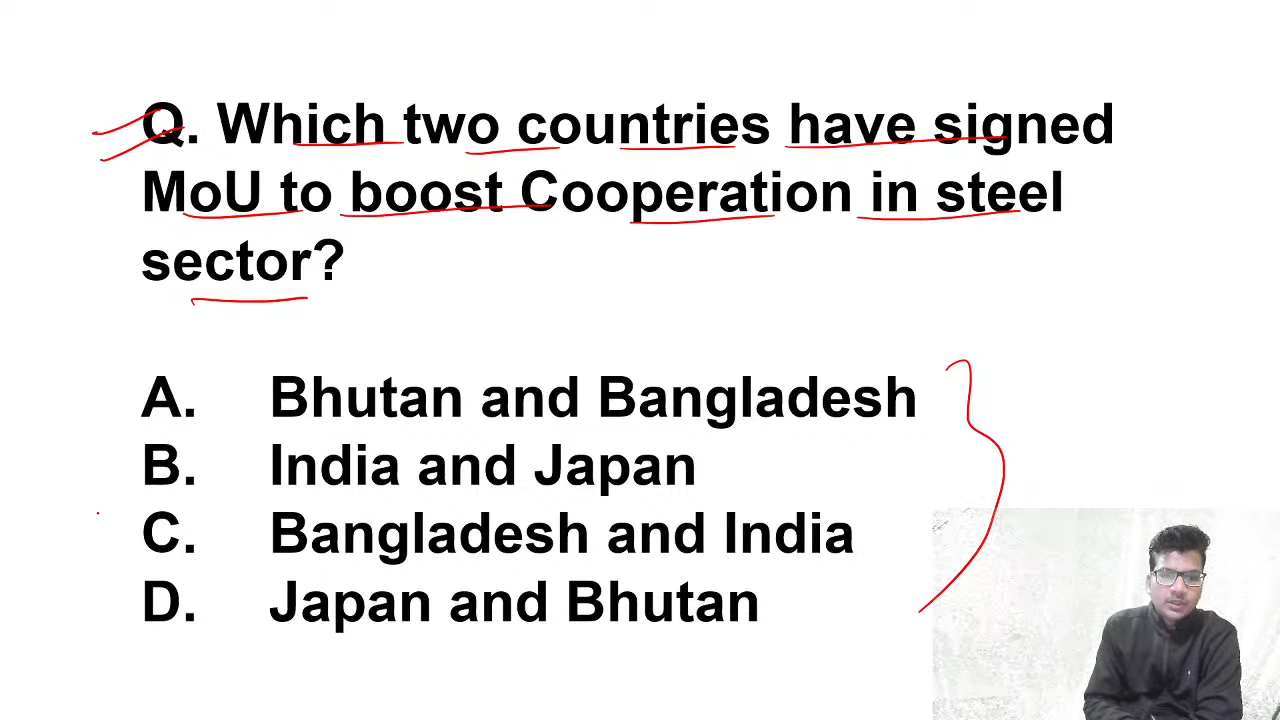 Q. Which two countries have signed
MoU to boost Cooperation in steel
sector?
A. Bhutan and Bangladesh
B. India and Japan
C. Bangladesh and India
D. Japan and Bhutan